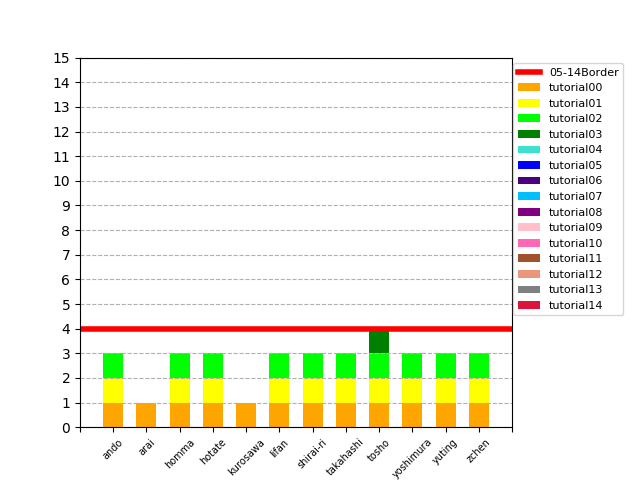 15
14
13
12
11
10
9
8
7
6
5
4
3
2
1
0
ando
arai
homma
hotate
kurosawa
lifan
shirai-ri
takahashi
tosho
yoshimura
yuting
zchen
05-14Border
tutorial00
tutorial01
tutorial02
tutorial03
tutorial04
tutorial05
tutorial06
tutorial07
tutorial08
tutorial09
tutorial10
tutorial11
tutorial12
tutorial13
tutorial14